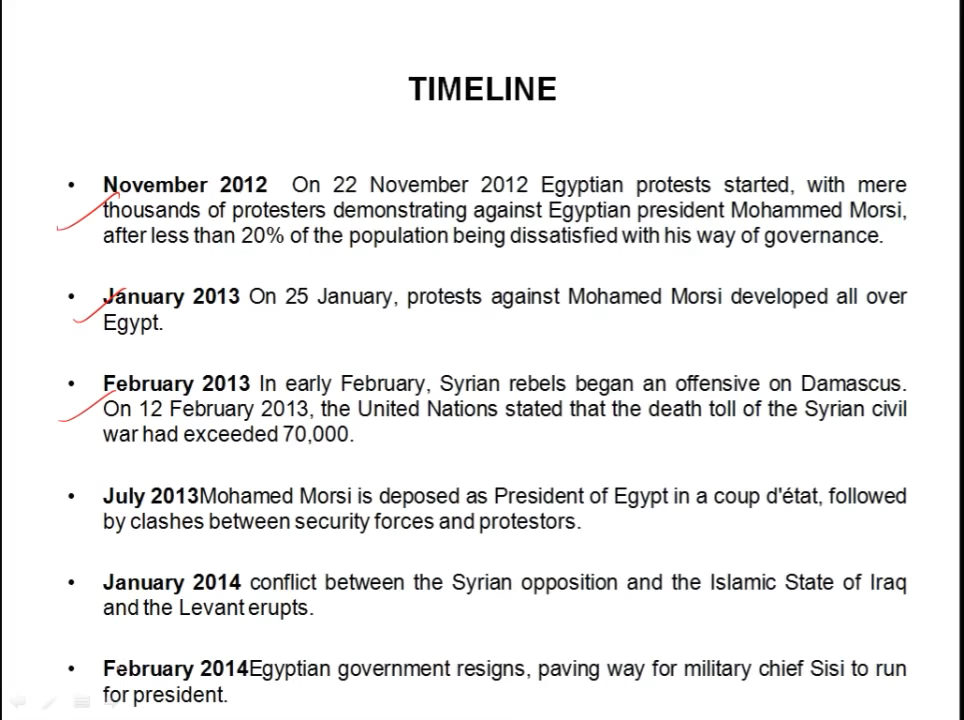 TIMELINE
• November 2012 On 22 November 2012 Egyptian protests started, with mere
thousands of protesters demonstrating against Egyptian president Mohammed Morsi,
after less than 20% of the population being dissatisfied with his way of governance.
• January 2013 On 25 January, protests against Mohamed Morsi developed all over
Egypt.
• February 2013 In early February, Syrian rebels began an offensive on Damascus.
On 12 February 2013, the United Nations stated that the death toll of the Syrian civil
war had exceeded 70,000.
• July 2013Mohamed Morsi is deposed as President of Egypt in a coup d'état, followed
by clashes between security forces and protestors.
• January 2014 conflict between the Syrian opposition and the Islamic State of Iraq
and the Levant erupts.
• February 2014Egyptian government resigns, paving way for military chief Sisi to run
for president.